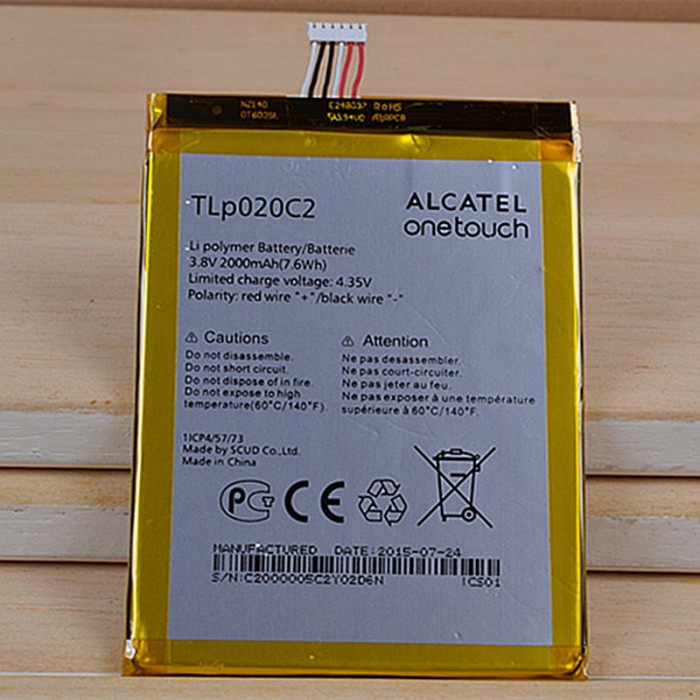 NZ140 E248037 RoHS
TLp020C2
ALCATEL
onetouch
Li polymer Battery/Batterie
3.8V 2000mAh(7.6Wh)
Limited charge voltage: 4.35V
Polarity: red wire "+"/black wire "-"
⚠ Cautions
Do not disassemble.
Do not short circuit.
Do not dispose of in fire.
Do not expose to high
temperature(60°C/140°F).
⚠ Attention
Ne pas desassembler.
Ne pas court-circuiter.
Ne pas jeter au feu.
Ne pas exposer à une température
supérieure à 60°C/140°F.
1ICP4/57/73
Made by SCUD Co.,Ltd.
Made in China
CE
MANUFACTURED DATE:2015-07-24
S/N:C2000005C2Y02D6N ICS01